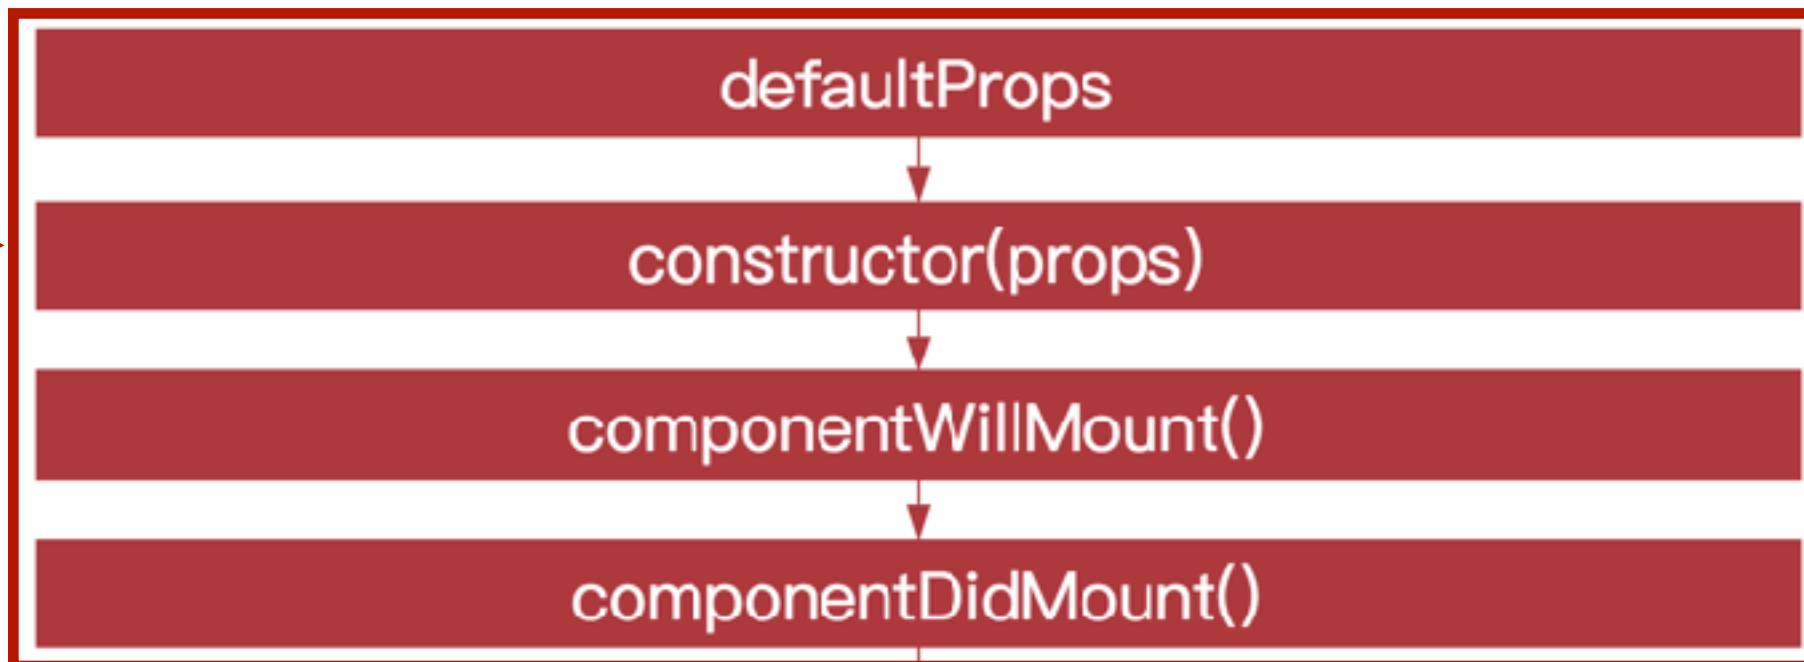 defaultProps
constructor(props)
componentWillMount()
componentDidMount()